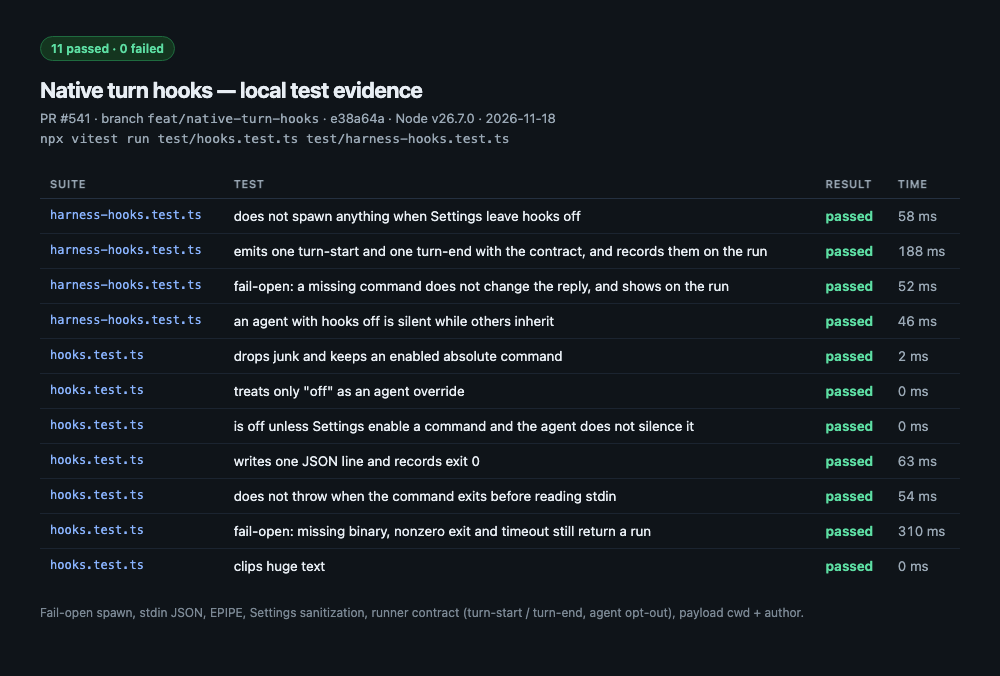 11 passed · 0 failed
Native turn hooks — local test evidence
PR #541 · branch feat/native-turn-hooks · e38a64a · Node v26.7.0 · 2026-11-18
npx vitest run test/hooks.test.ts test/harness-hooks.test.ts
SUITE TEST RESULT TIME
harness-hooks.test.ts does not spawn anything when Settings leave hooks off passed 58 ms
harness-hooks.test.ts emits one turn-start and one turn-end with the contract, and records them on the run passed 188 ms
harness-hooks.test.ts fail-open: a missing command does not change the reply, and shows on the run passed 52 ms
harness-hooks.test.ts an agent with hooks off is silent while others inherit passed 46 ms
hooks.test.ts drops junk and keeps an enabled absolute command passed 2 ms
hooks.test.ts treats only "off" as an agent override passed 0 ms
hooks.test.ts is off unless Settings enable a command and the agent does not silence it passed 0 ms
hooks.test.ts writes one JSON line and records exit 0 passed 63 ms
hooks.test.ts does not throw when the command exits before reading stdin passed 54 ms
hooks.test.ts fail-open: missing binary, nonzero exit and timeout still return a run passed 310 ms
hooks.test.ts clips huge text passed 0 ms
Fail-open spawn, stdin JSON, EPIPE, Settings sanitization, runner contract (turn-start / turn-end, agent opt-out), payload cwd + author.